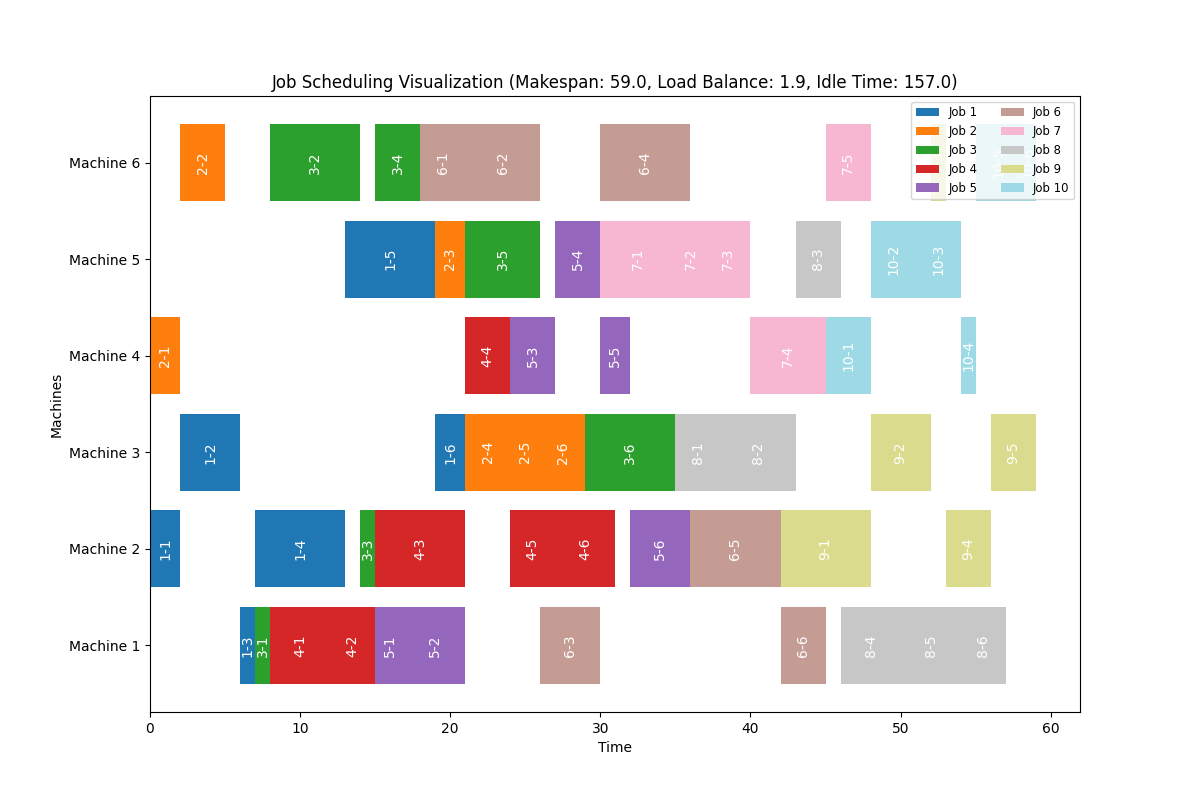 Job Scheduling Visualization (Makespan: 59.0, Load Balance: 1.9, Idle Time: 157.0)
Job 1 Job 6
Job 2 Job 7
Job 3 Job 8
Job 4 Job 9
Job 5 Job 10
Machines
Machine 6
2-2 3-2 3-4 6-1 6-2 6-4 7-5
Machine 5
1-5 2-3 3-5 5-4 7-1 7-2 7-3 8-3 10-2 10-3
Machine 4
2-1 4-4 5-3 5-5 7-4 10-1 10-4
Machine 3
1-2 1-6 2-4 2-5 2-6 3-6 8-1 8-2 9-2 9-5
Machine 2
1-1 1-4 3-3 4-3 4-5 4-6 5-6 6-5 9-1 9-4
Machine 1
1-3 3-1 4-1 4-2 5-1 5-2 6-3 6-6 8-4 8-5 8-6
0 10 20 30 40 50 60
Time